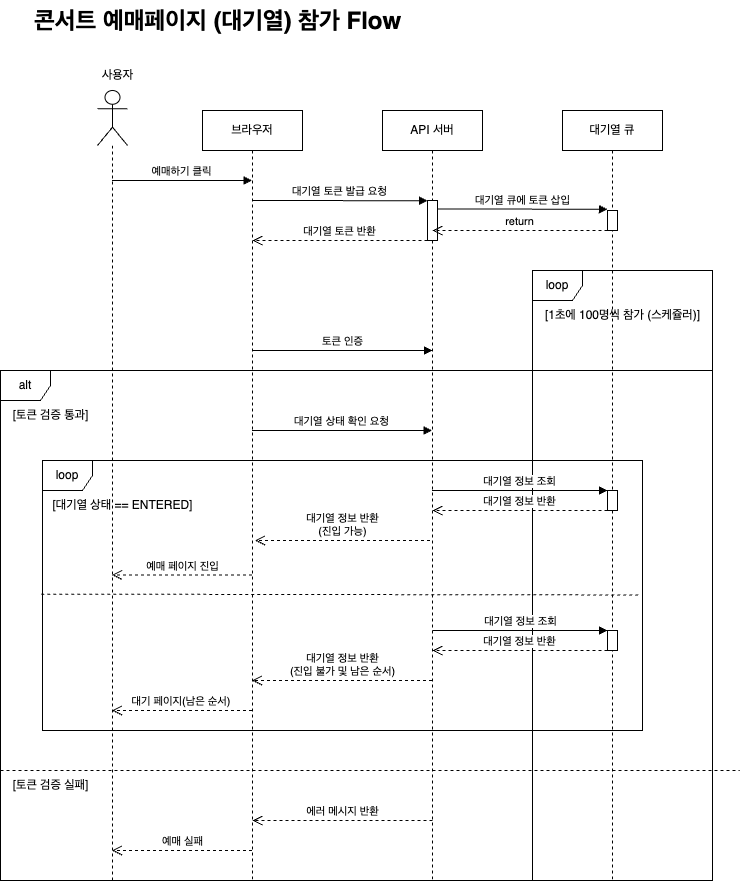 콘서트 예매페이지 (대기열) 참가 Flow
사용자
브라우저
API 서버
대기열 큐
예매하기 클릭
대기열 토큰 발급 요청
대기열 큐에 토큰 삽입
return
대기열 토큰 반환
loop
[1초에 100명씩 참가 (스케쥴러)]
토큰 인증
alt
[토큰 검증 통과]
대기열 상태 확인 요청
loop
[대기열 상태 == ENTERED]
대기열 정보 조회
대기열 정보 반환
대기열 정보 반환
(진입 가능)
예매 페이지 진입
대기열 정보 조회
대기열 정보 반환
대기열 정보 반환
(진입 불가 및 남은 순서)
대기 페이지(남은 순서)
[토큰 검증 실패]
에러 메시지 반환
예매 실패